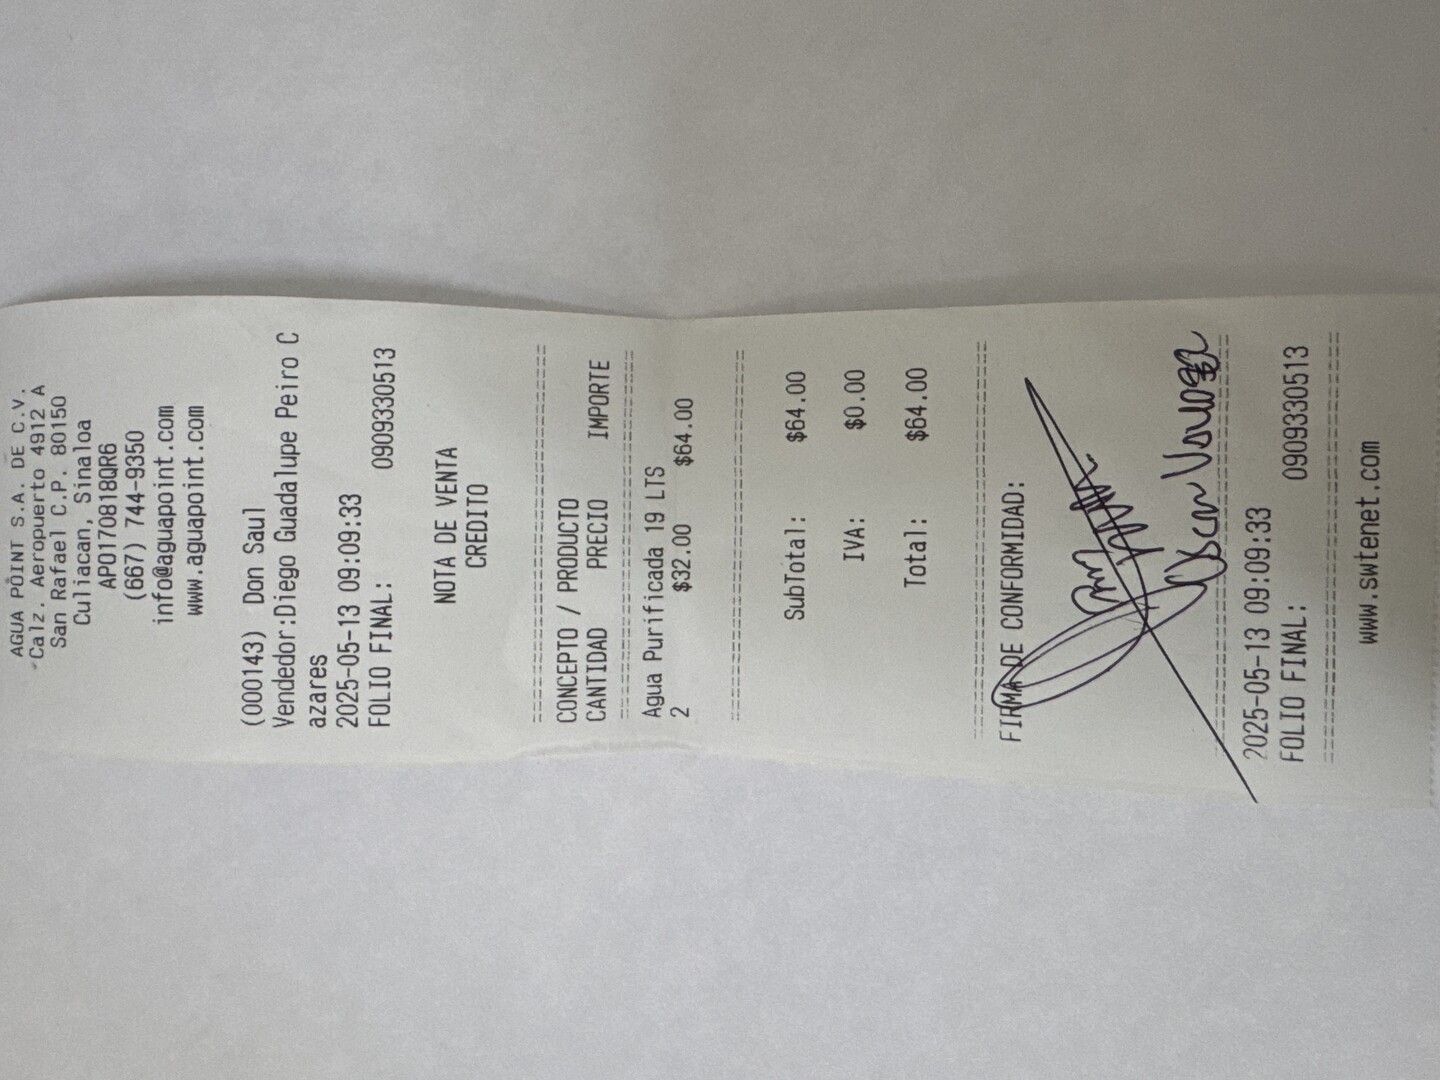 AGUA POINT S.A. DE C.V.
Calz. Aeropuerto 4912 A
San Rafael C.P. 80150
Culiacan, Sinaloa
APO170818QR6
(667) 744-9350
info@aguapoint.com
www.aguapoint.com
(000143) Don Saul
Vendedor:Diego Guadalupe Peiro C
azares
2025-05-13 09:09:33
FOLIO FINAL: 0909330513
NOTA DE VENTA
CREDITO
================================
CONCEPTO / PRODUCTO
CANTIDAD PRECIO IMPORTE
================================
Agua Purificada 19 LTS
2 $32.00 $64.00
================================
SubTotal: $64.00
IVA: $0.00
Total: $64.00
================================
FIRMA DE CONFORMIDAD:
================================
2025-05-13 09:09:33
FOLIO FINAL: 0909330513
================================
www.swtenet.com